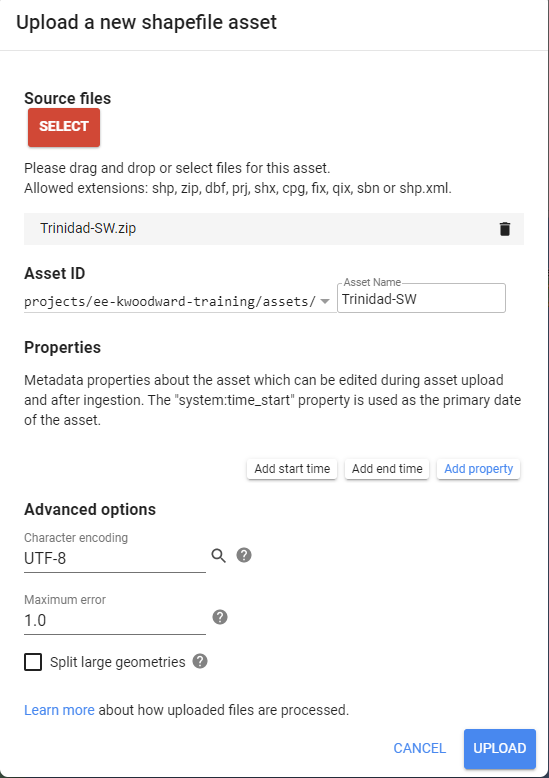 Upload a new shapefile asset
Source files
SELECT
Please drag and drop or select files for this asset.
Allowed extensions: shp, zip, dbf, prj, shx, cpg, fix, qix, sbn or shp.xml.
Trinidad-SW.zip
Asset ID
Asset Name
projects/ee-kwoodward-training/assets/ Trinidad-SW
Properties
Metadata properties about the asset which can be edited during asset upload
and after ingestion. The "system:time_start" property is used as the primary date
of the asset.
Add start time Add end time Add property
Advanced options
Character encoding
UTF-8
Maximum error
1.0
Split large geometries
Learn more about how uploaded files are processed.
CANCEL UPLOAD